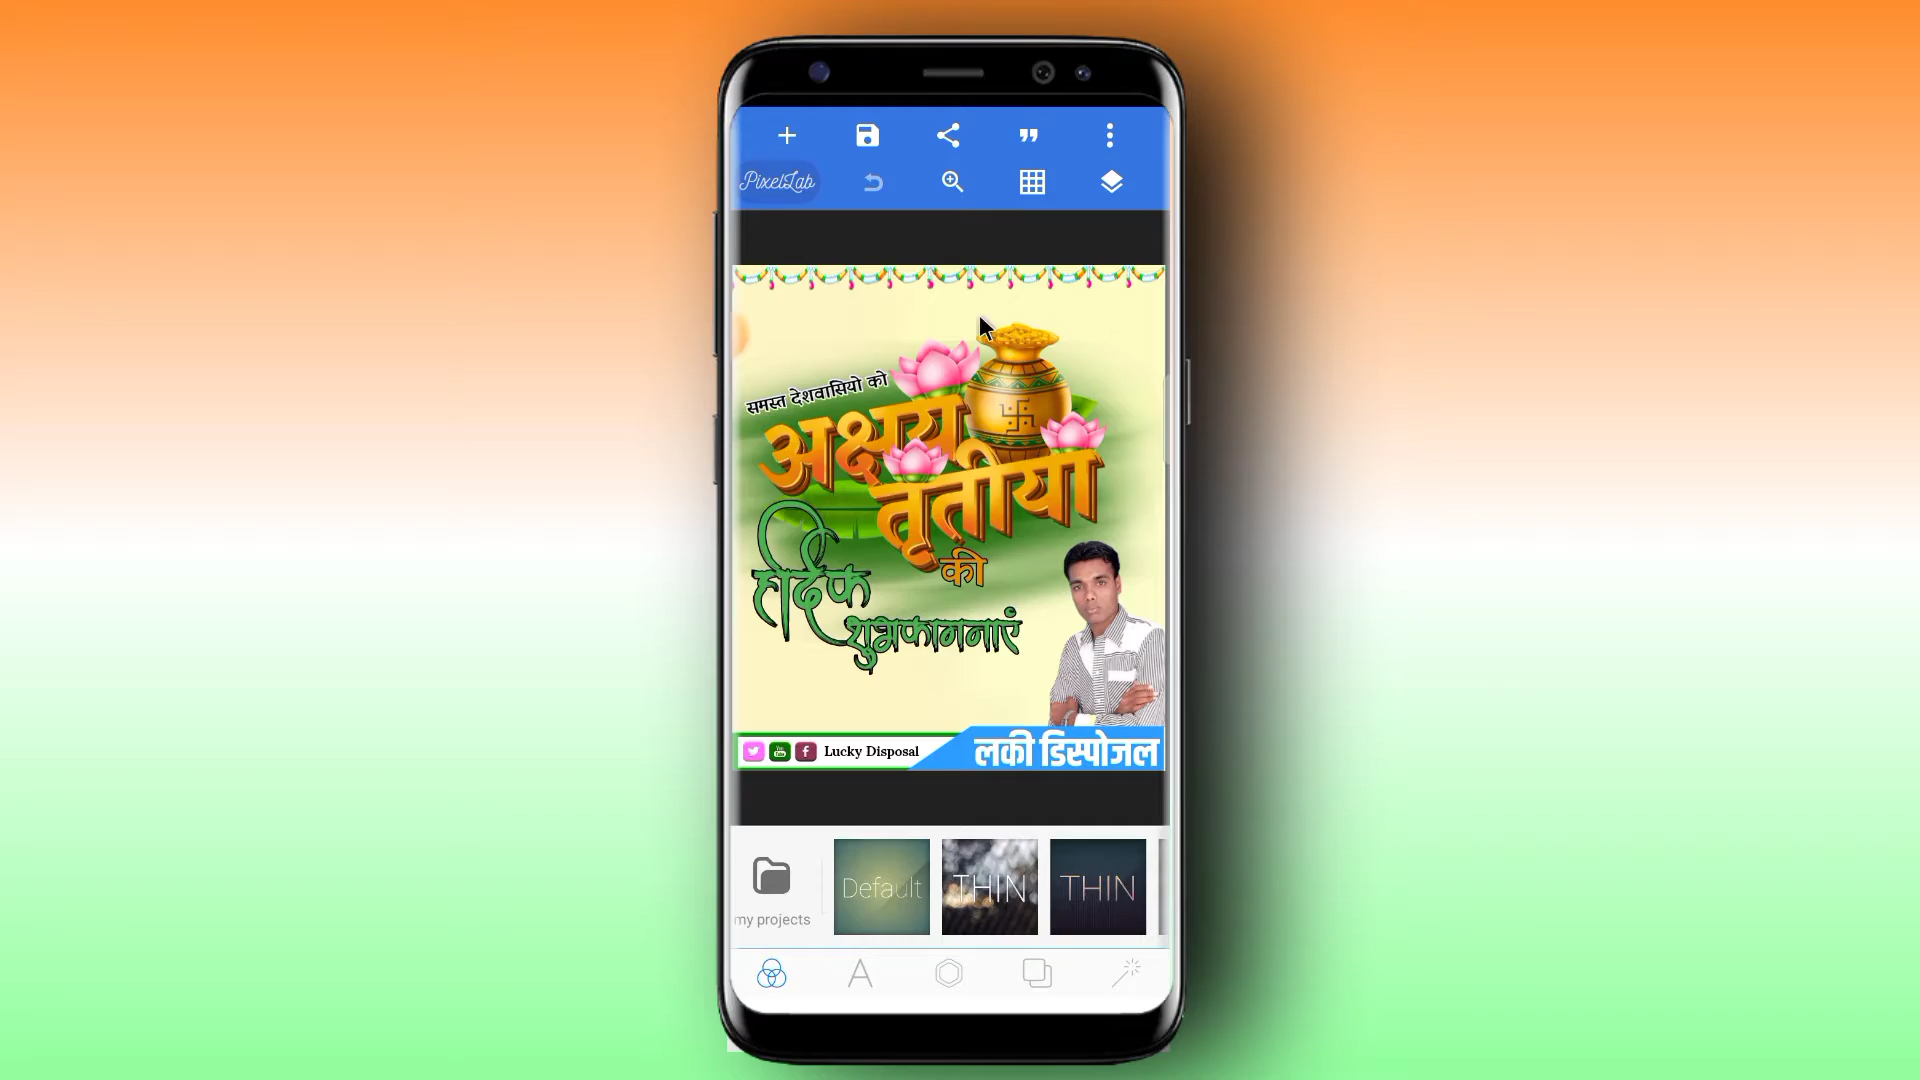 PixelLab
समस्त देशवासियो को
अक्षय
तृतीया
की
हार्दिक
शुभकामनाएं
Lucky Disposal
लकी डिस्पोजल
my projects
Default
THIN
THIN